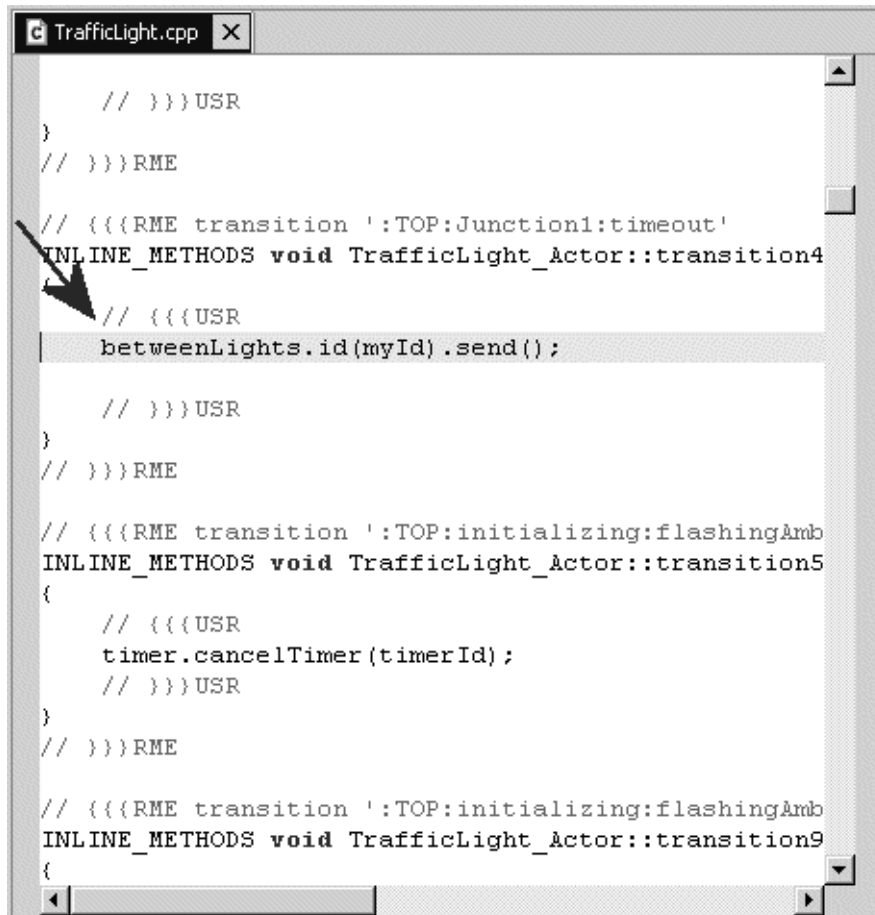 TrafficLight.cpp
// }}}USR
}
// }}}RME
// {{{RME transition ':TOP:Junction1:timeout'
INLINE_METHODS void TrafficLight_Actor::transition4
{
// {{{USR
betweenLights.id(myId).send();
// }}}USR
}
// }}}RME
// {{{RME transition ':TOP:initializing:flashingAmb
INLINE_METHODS void TrafficLight_Actor::transition5
{
// {{{USR
timer.cancelTimer(timerId);
// }}}USR
}
// }}}RME
// {{{RME transition ':TOP:initializing:flashingAmb
INLINE_METHODS void TrafficLight_Actor::transition9
{